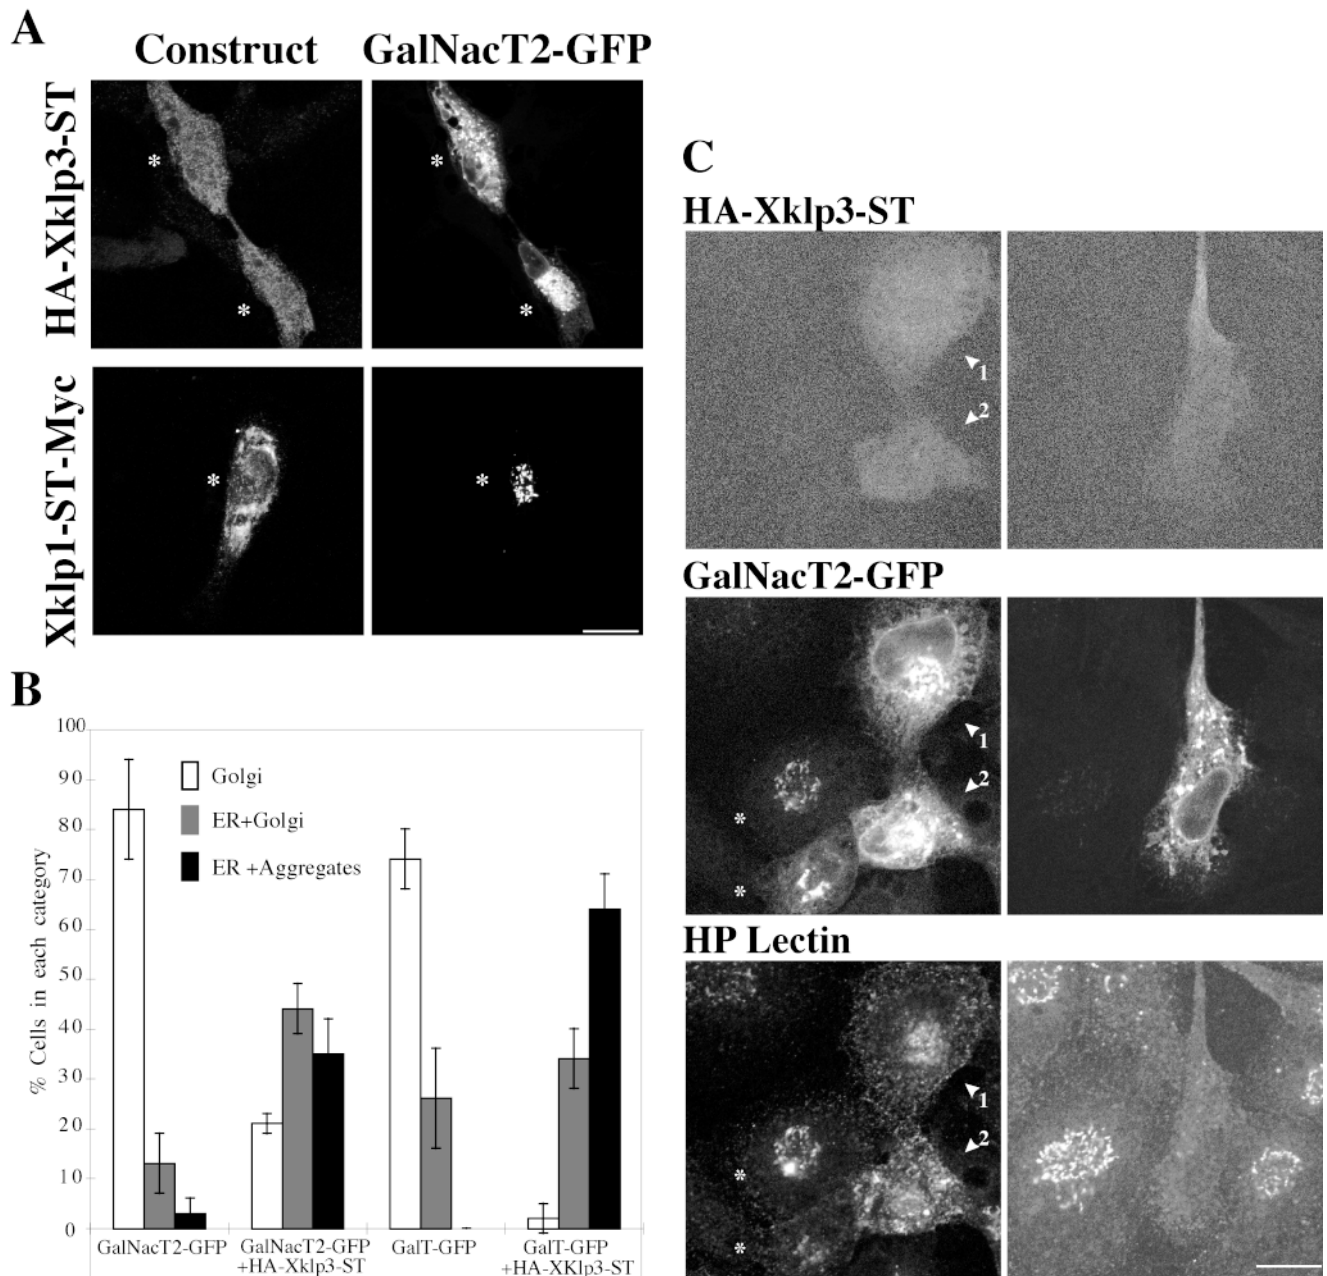 A
Construct
GalNacT2-GFP
HA-Xklp3-ST
*
*
*
*
Xklp1-ST-Myc
*
*
B
100
90
80
70
60
50
40
30
20
10
0
% Cells in each category
Golgi
ER+Golgi
ER +Aggregates
GalNacT2-GFP
GalNacT2-GFP
+HA-Xklp3-ST
GalT-GFP
GalT-GFP
+HA-XKlp3-ST
C
HA-Xklp3-ST
1
2
GalNacT2-GFP
1
2
*
*
HP Lectin
1
2
*
*